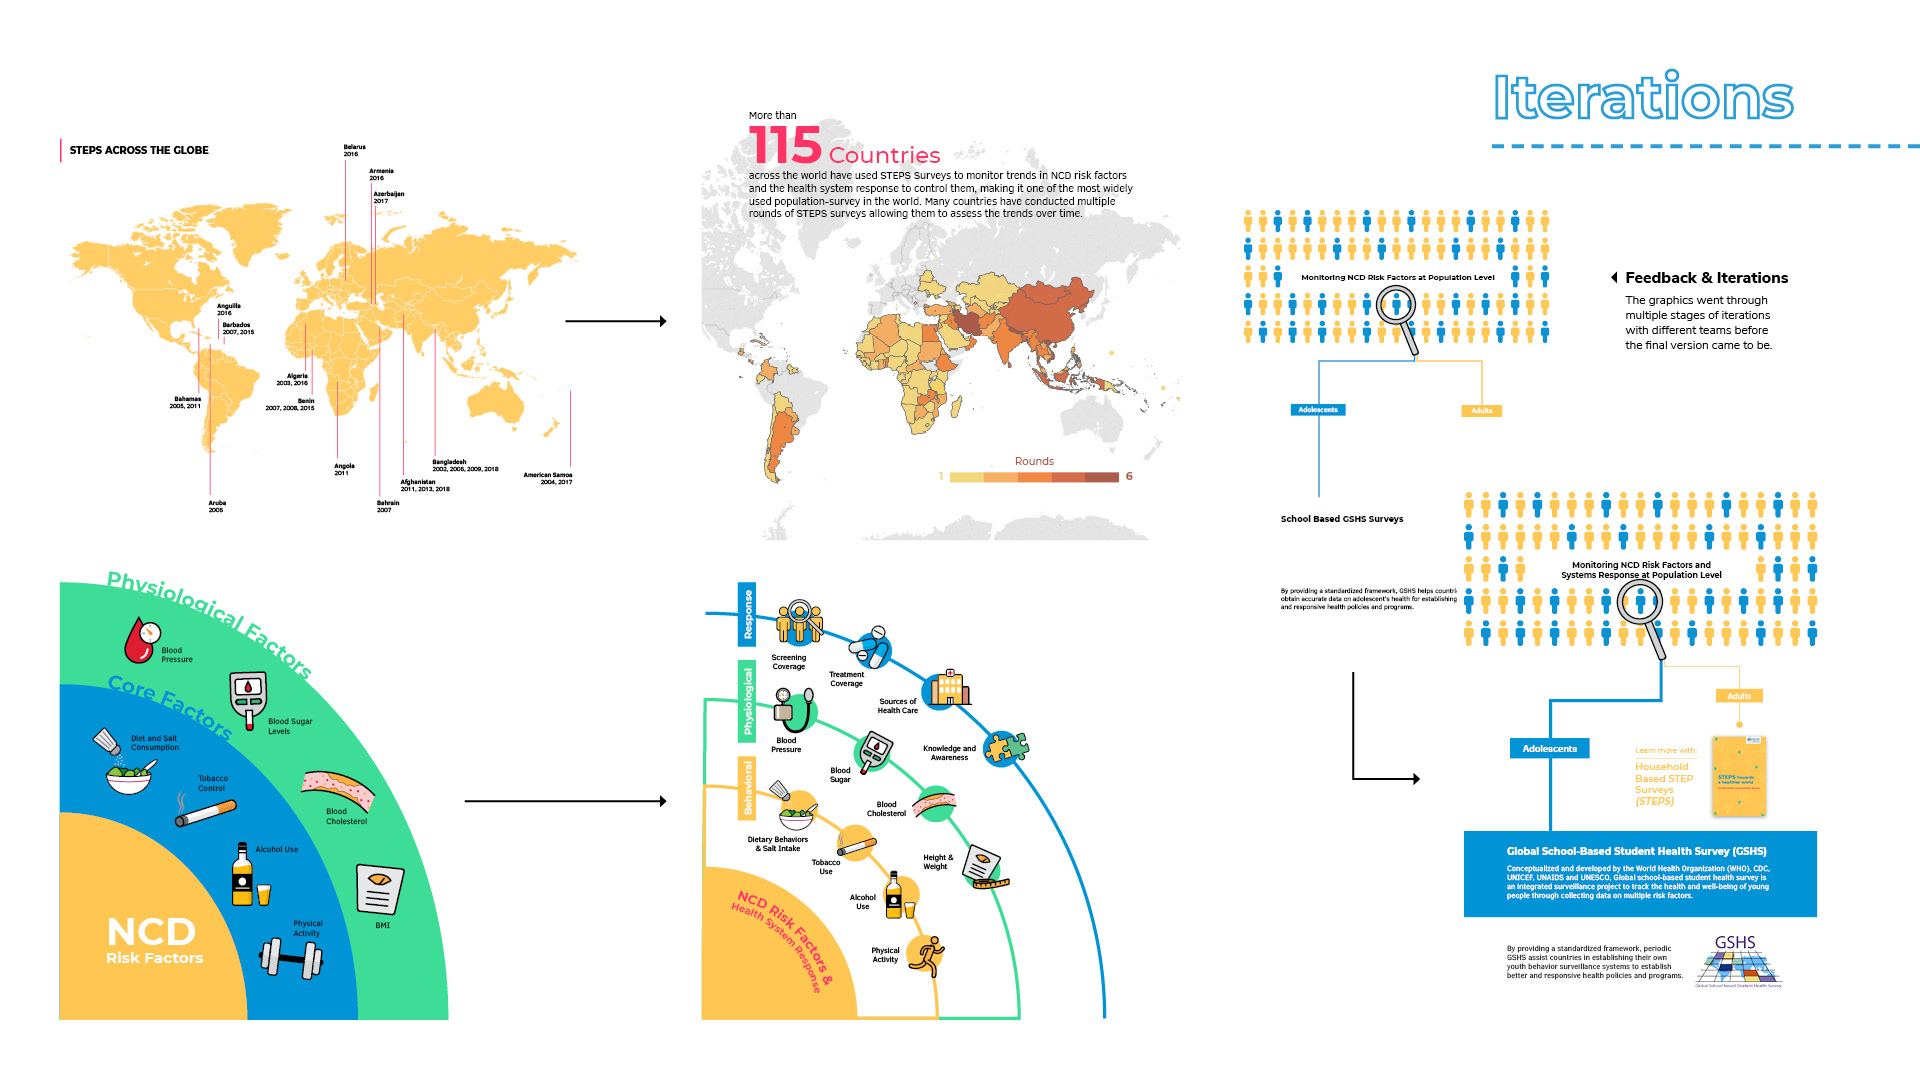 Iterations
STEPS ACROSS THE GLOBE
Belarus
2016
Armenia
2016
Azerbaijan
2017
Anguilla
2016
Barbados
2007, 2015
Algeria
2003, 2016
Bahamas
2005, 2011
Benin
2007, 2008, 2015
Angola
2011
Bangladesh
2002, 2006, 2009, 2018
Afghanistan
2011, 2013, 2018
American Samoa
2004, 2017
Aruba
2006
Bahrain
2007
More than
115 Countries
across the world have used STEPS Surveys to monitor trends in NCD risk factors
and the health system response to control them, making it one of the most widely
used population-survey in the world. Many countries have conducted multiple
rounds of STEPS surveys allowing them to assess the trends over time.
Rounds
1 6
Monitoring NCD Risk Factors at Population Level
Adolescents
Adults
School Based GSHS Surveys
By providing a standardized framework, GSHS helps countri
obtain accurate data on adolescent's health for establishing
and responsive health policies and programs.
Feedback & Iterations
The graphics went through
multiple stages of iterations
with different teams before
the final version came to be.
Physiological Factors
Blood
Pressure
Blood Sugar
Levels
Blood
Cholesterol
BMI
Core Factors
Diet and Salt
Consumption
Tobacco
Control
Alcohol Use
Physical
Activity
NCD
Risk Factors
Response
Screening
Coverage
Treatment
Coverage
Sources of
Health Care
Knowledge and
Awareness
Physiological
Blood
Pressure
Blood
Sugar
Blood
Cholesterol
Height &
Weight
Behavioral
Dietary Behaviors
& Salt Intake
Tobacco
Use
Alcohol
Use
Physical
Activity
NCD Risk Factors &
Health System Response
Monitoring NCD Risk Factors and
Systems Response at Population Level
Adults
Adolescents
Learn more with:
Household
Based STEP
Surveys
(STEPS)
STEPS towards
a healthier world
Global School-Based Student Health Survey (GSHS)
Conceptualized and developed by the World Health Organization (WHO), CDC,
UNICEF, UNAIDS and UNESCO, Global school-based student health survey is
an integrated surveillance project to track the health and well-being of young
people through collecting data on multiple risk factors.
By providing a standardized framework, periodic
GSHS assist countries in establishing their own
youth behavior surveillance systems to establish
better and responsive health policies and programs.
GSHS
Global School based Student Health Survey